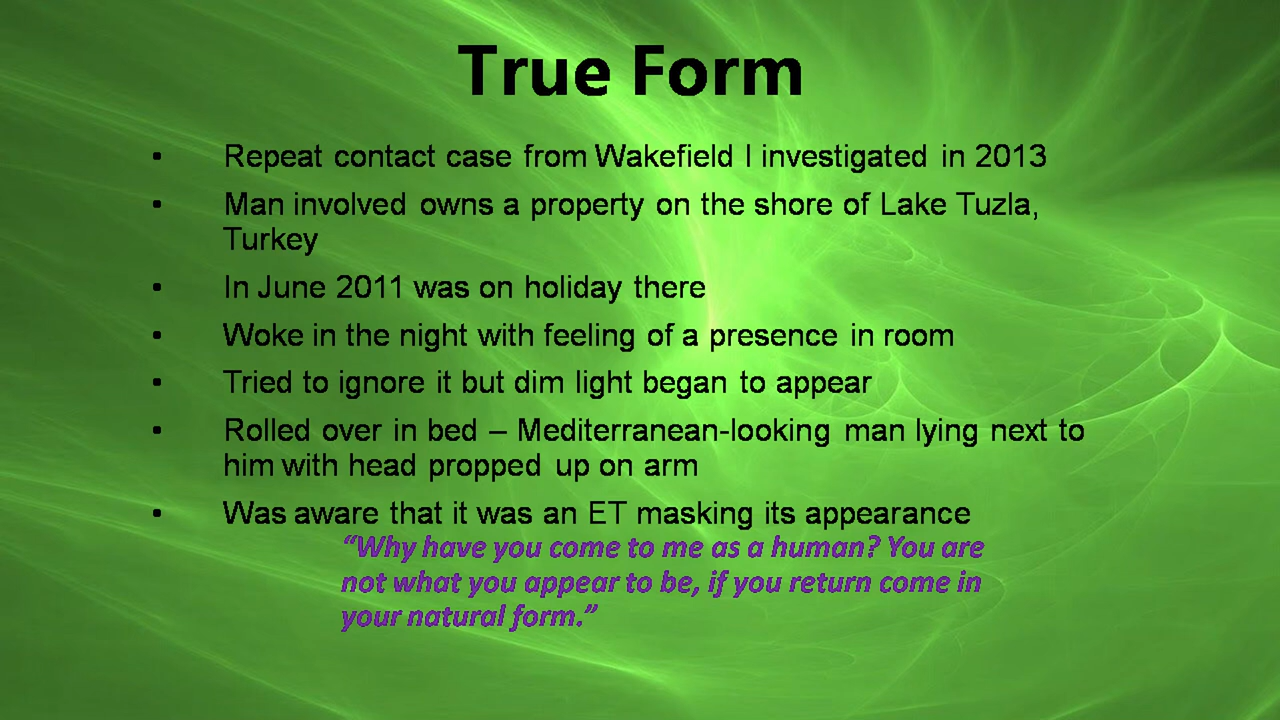 True Form
• Repeat contact case from Wakefield I investigated in 2013
• Man involved owns a property on the shore of Lake Tuzla,
Turkey
• In June 2011 was on holiday there
• Woke in the night with feeling of a presence in room
• Tried to ignore it but dim light began to appear
• Rolled over in bed – Mediterranean-looking man lying next to
him with head propped up on arm
• Was aware that it was an ET masking its appearance
“Why have you come to me as a human? You are
not what you appear to be, if you return come in
your natural form.”